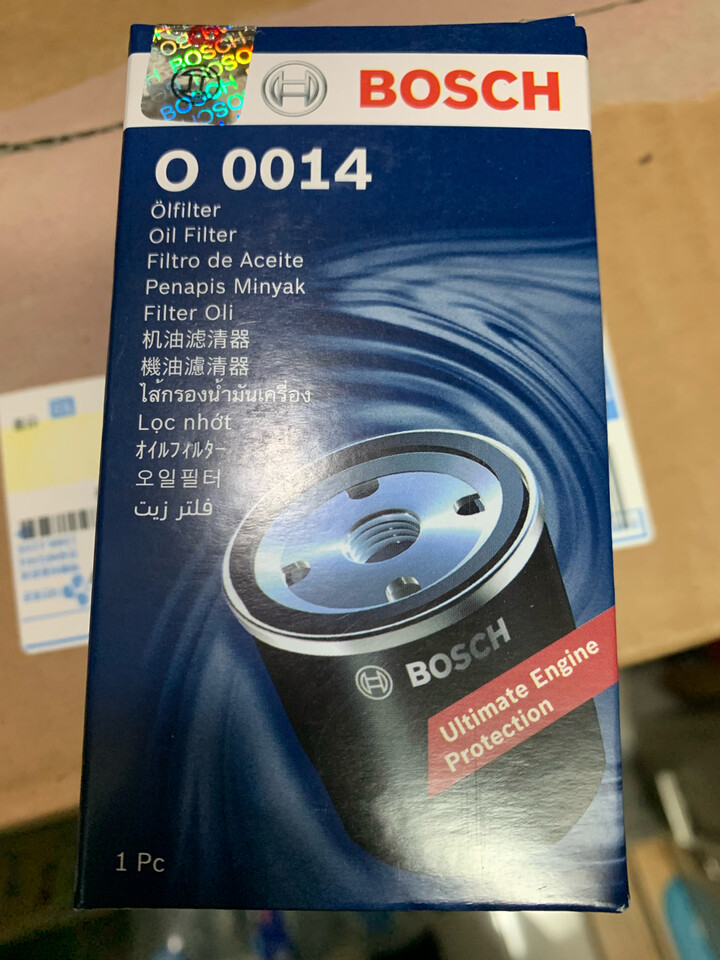 BOSCH
O 0014
Ölfilter
Oil Filter
Filtro de Aceite
Penapis Minyak
Filter Oli
机油滤清器
機油濾清器
ไส้กรองน้ำมันเครื่อง
Lọc nhớt
オイルフィルター
오일필터
فلتر زيت
BOSCH
Ultimate Engine
Protection
1 Pc